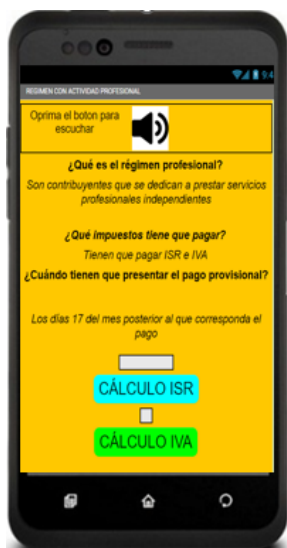 9:4
REGIMEN CON ACTIVIDAD PROFESIONAL
Oprima el boton para
escuchar
¿Qué es el régimen profesional?
Son contribuyentes que se dedican a prestar servicios
profesionales independientes
¿Qué impuestos tiene que pagar?
Tienen que pagar ISR e IVA
¿Cuándo tienen que presentar el pago provisional?
Los días 17 del mes posterior al que corresponda el
pago
CÁLCULO ISR
CÁLCULO IVA